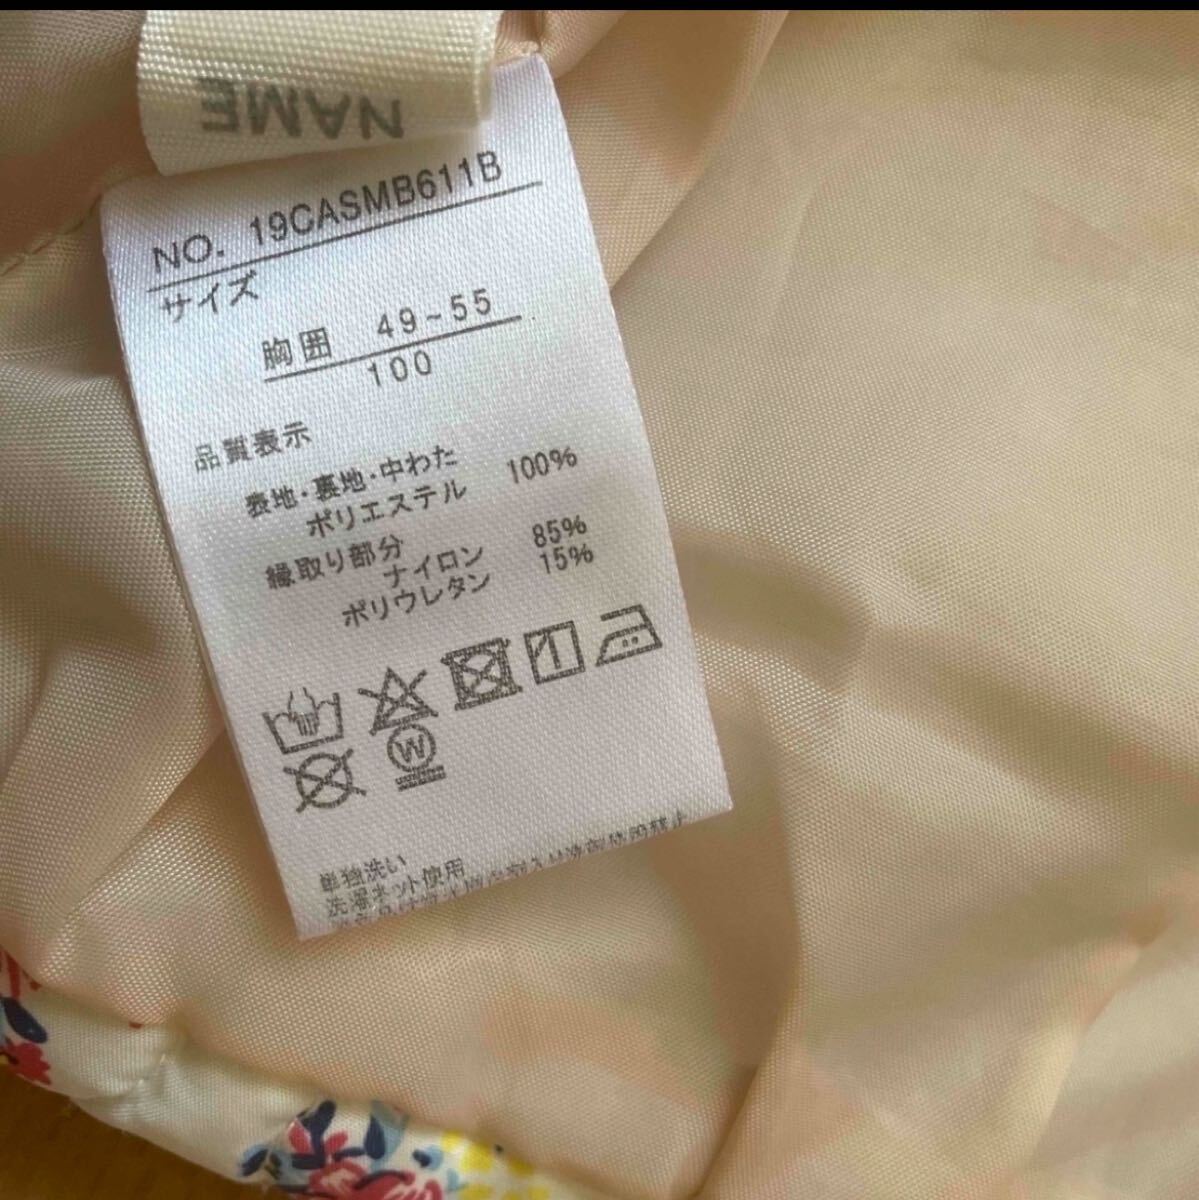 NAME
NO. 19CASMB611B
サイズ
胸囲 49~55
100
品質表示
表地・裏地・中わた
ポリエステル 100%
縁取り部分
ナイロン 85%
ポリウレタン 15%
W
単独洗い
洗濯ネット使用